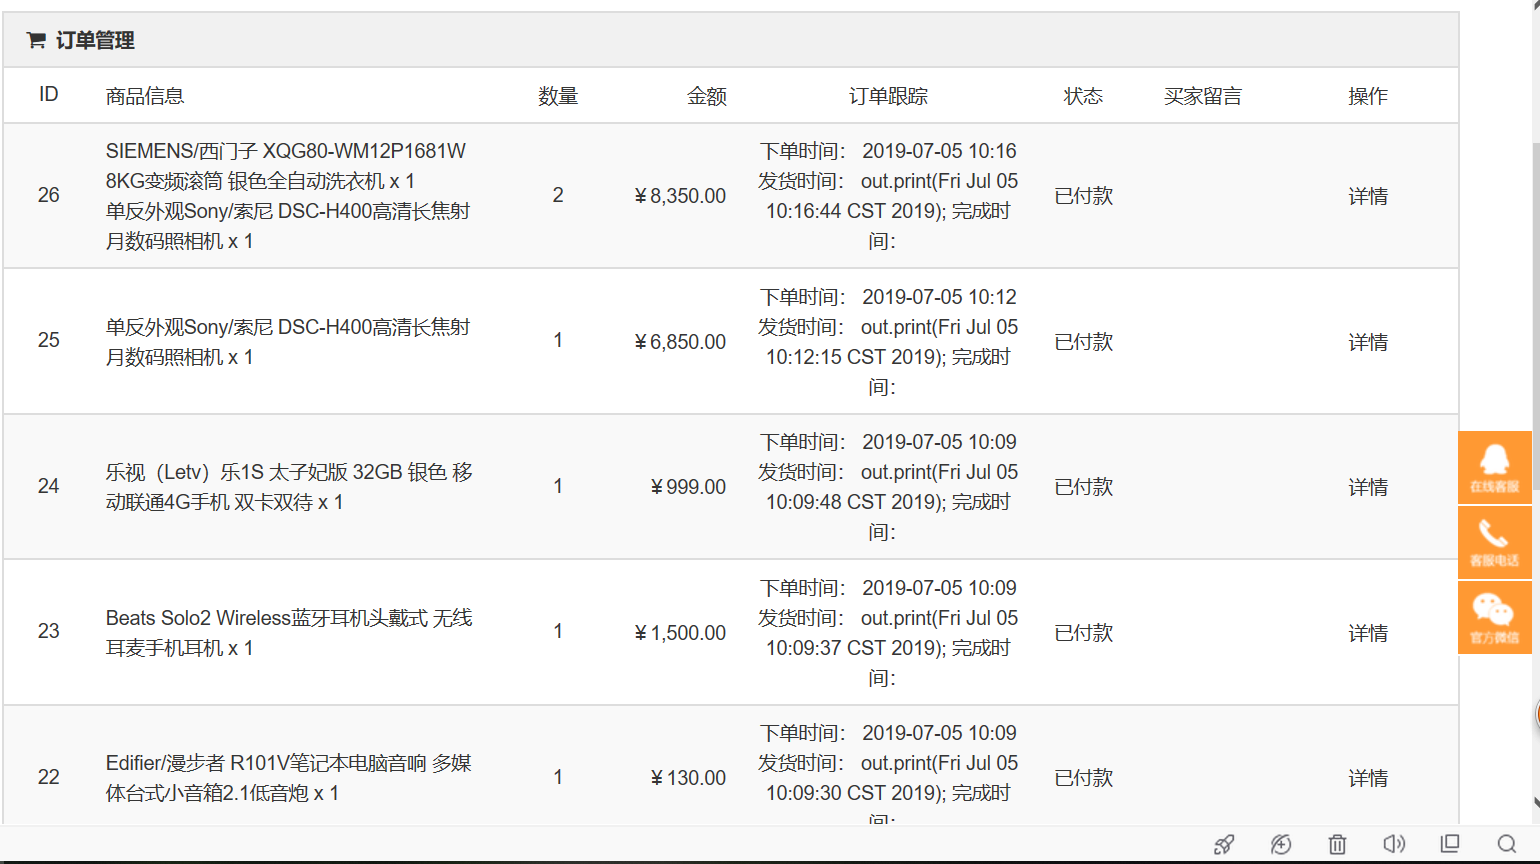 订单管理
ID 商品信息 数量 金额 订单跟踪 状态 买家留言 操作
26
SIEMENS/西门子 XQG80-WM12P1681W
8KG变频滚筒 银色全自动洗衣机 x 1
单反外观Sony/索尼 DSC-H400高清长焦射
月数码照相机 x 1
2
¥8,350.00
下单时间： 2019-07-05 10:16
发货时间： out.print(Fri Jul 05
10:16:44 CST 2019); 完成时
间：
已付款
详情
25
单反外观Sony/索尼 DSC-H400高清长焦射
月数码照相机 x 1
1
¥6,850.00
下单时间： 2019-07-05 10:12
发货时间： out.print(Fri Jul 05
10:12:15 CST 2019); 完成时
间：
已付款
详情
24
乐视（Letv）乐1S 太子妃版 32GB 银色 移
动联通4G手机 双卡双待 x 1
1
¥999.00
下单时间： 2019-07-05 10:09
发货时间： out.print(Fri Jul 05
10:09:48 CST 2019); 完成时
间：
已付款
详情
23
Beats Solo2 Wireless蓝牙耳机头戴式 无线
耳麦手机耳机 x 1
1
¥1,500.00
下单时间： 2019-07-05 10:09
发货时间： out.print(Fri Jul 05
10:09:37 CST 2019); 完成时
间：
已付款
详情
22
Edifier/漫步者 R101V笔记本电脑音响 多媒
体台式小音箱2.1低音炮 x 1
1
¥130.00
下单时间： 2019-07-05 10:09
发货时间： out.print(Fri Jul 05
10:09:30 CST 2019); 完成时
间：
已付款
详情
在线客服
客服电话
官方微信